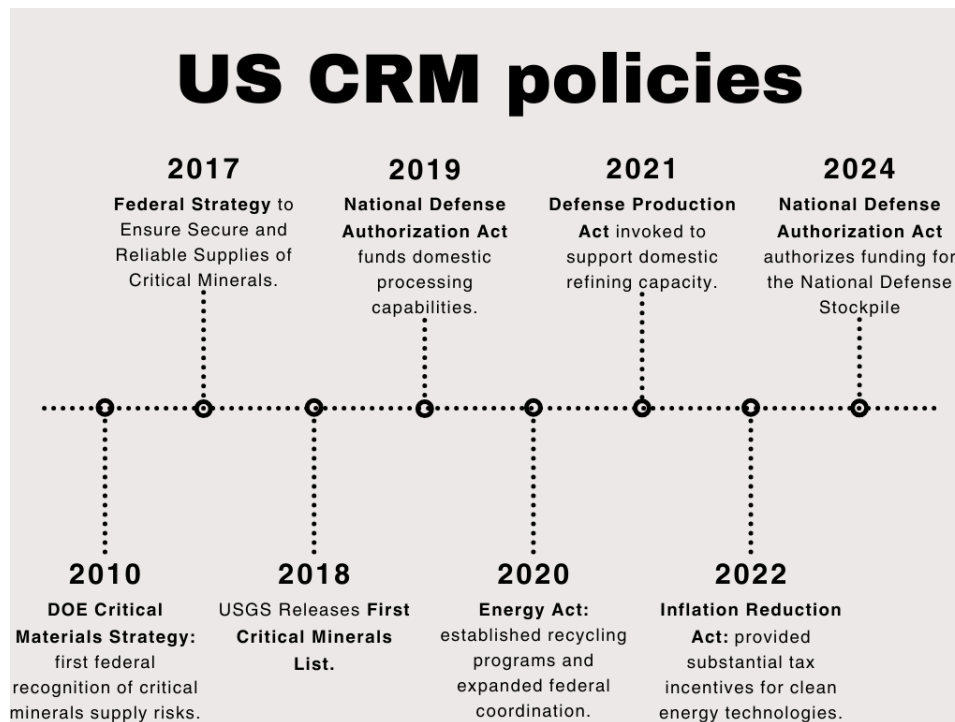 US CRM policies
2017
Federal Strategy to
Ensure Secure and
Reliable Supplies of
Critical Minerals.
2019
National Defense
Authorization Act
funds domestic
processing
capabilities.
2021
Defense Production
Act invoked to
support domestic
refining capacity.
2024
National Defense
Authorization Act
authorizes funding for
the National Defense
Stockpile
2010
DOE Critical
Materials Strategy:
first federal
recognition of critical
minerals supply risks.
2018
USGS Releases First
Critical Minerals
List.
2020
Energy Act:
established recycling
programs and
expanded federal
coordination.
2022
Inflation Reduction
Act: provided
substantial tax
incentives for clean
energy technologies.